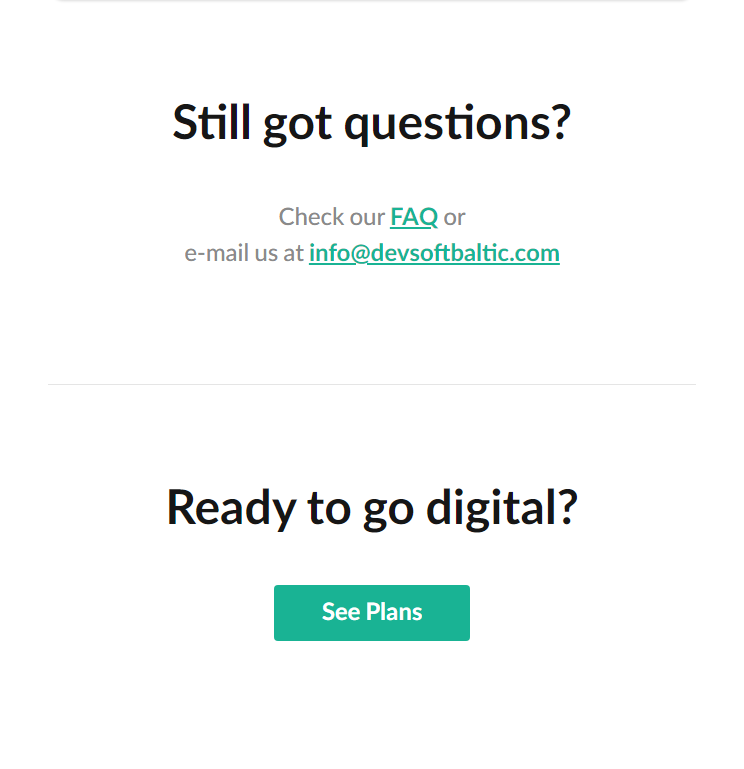 Still got questions?
Check our FAQ or
e-mail us at info@devsoftbaltic.com
Ready to go digital?
See Plans